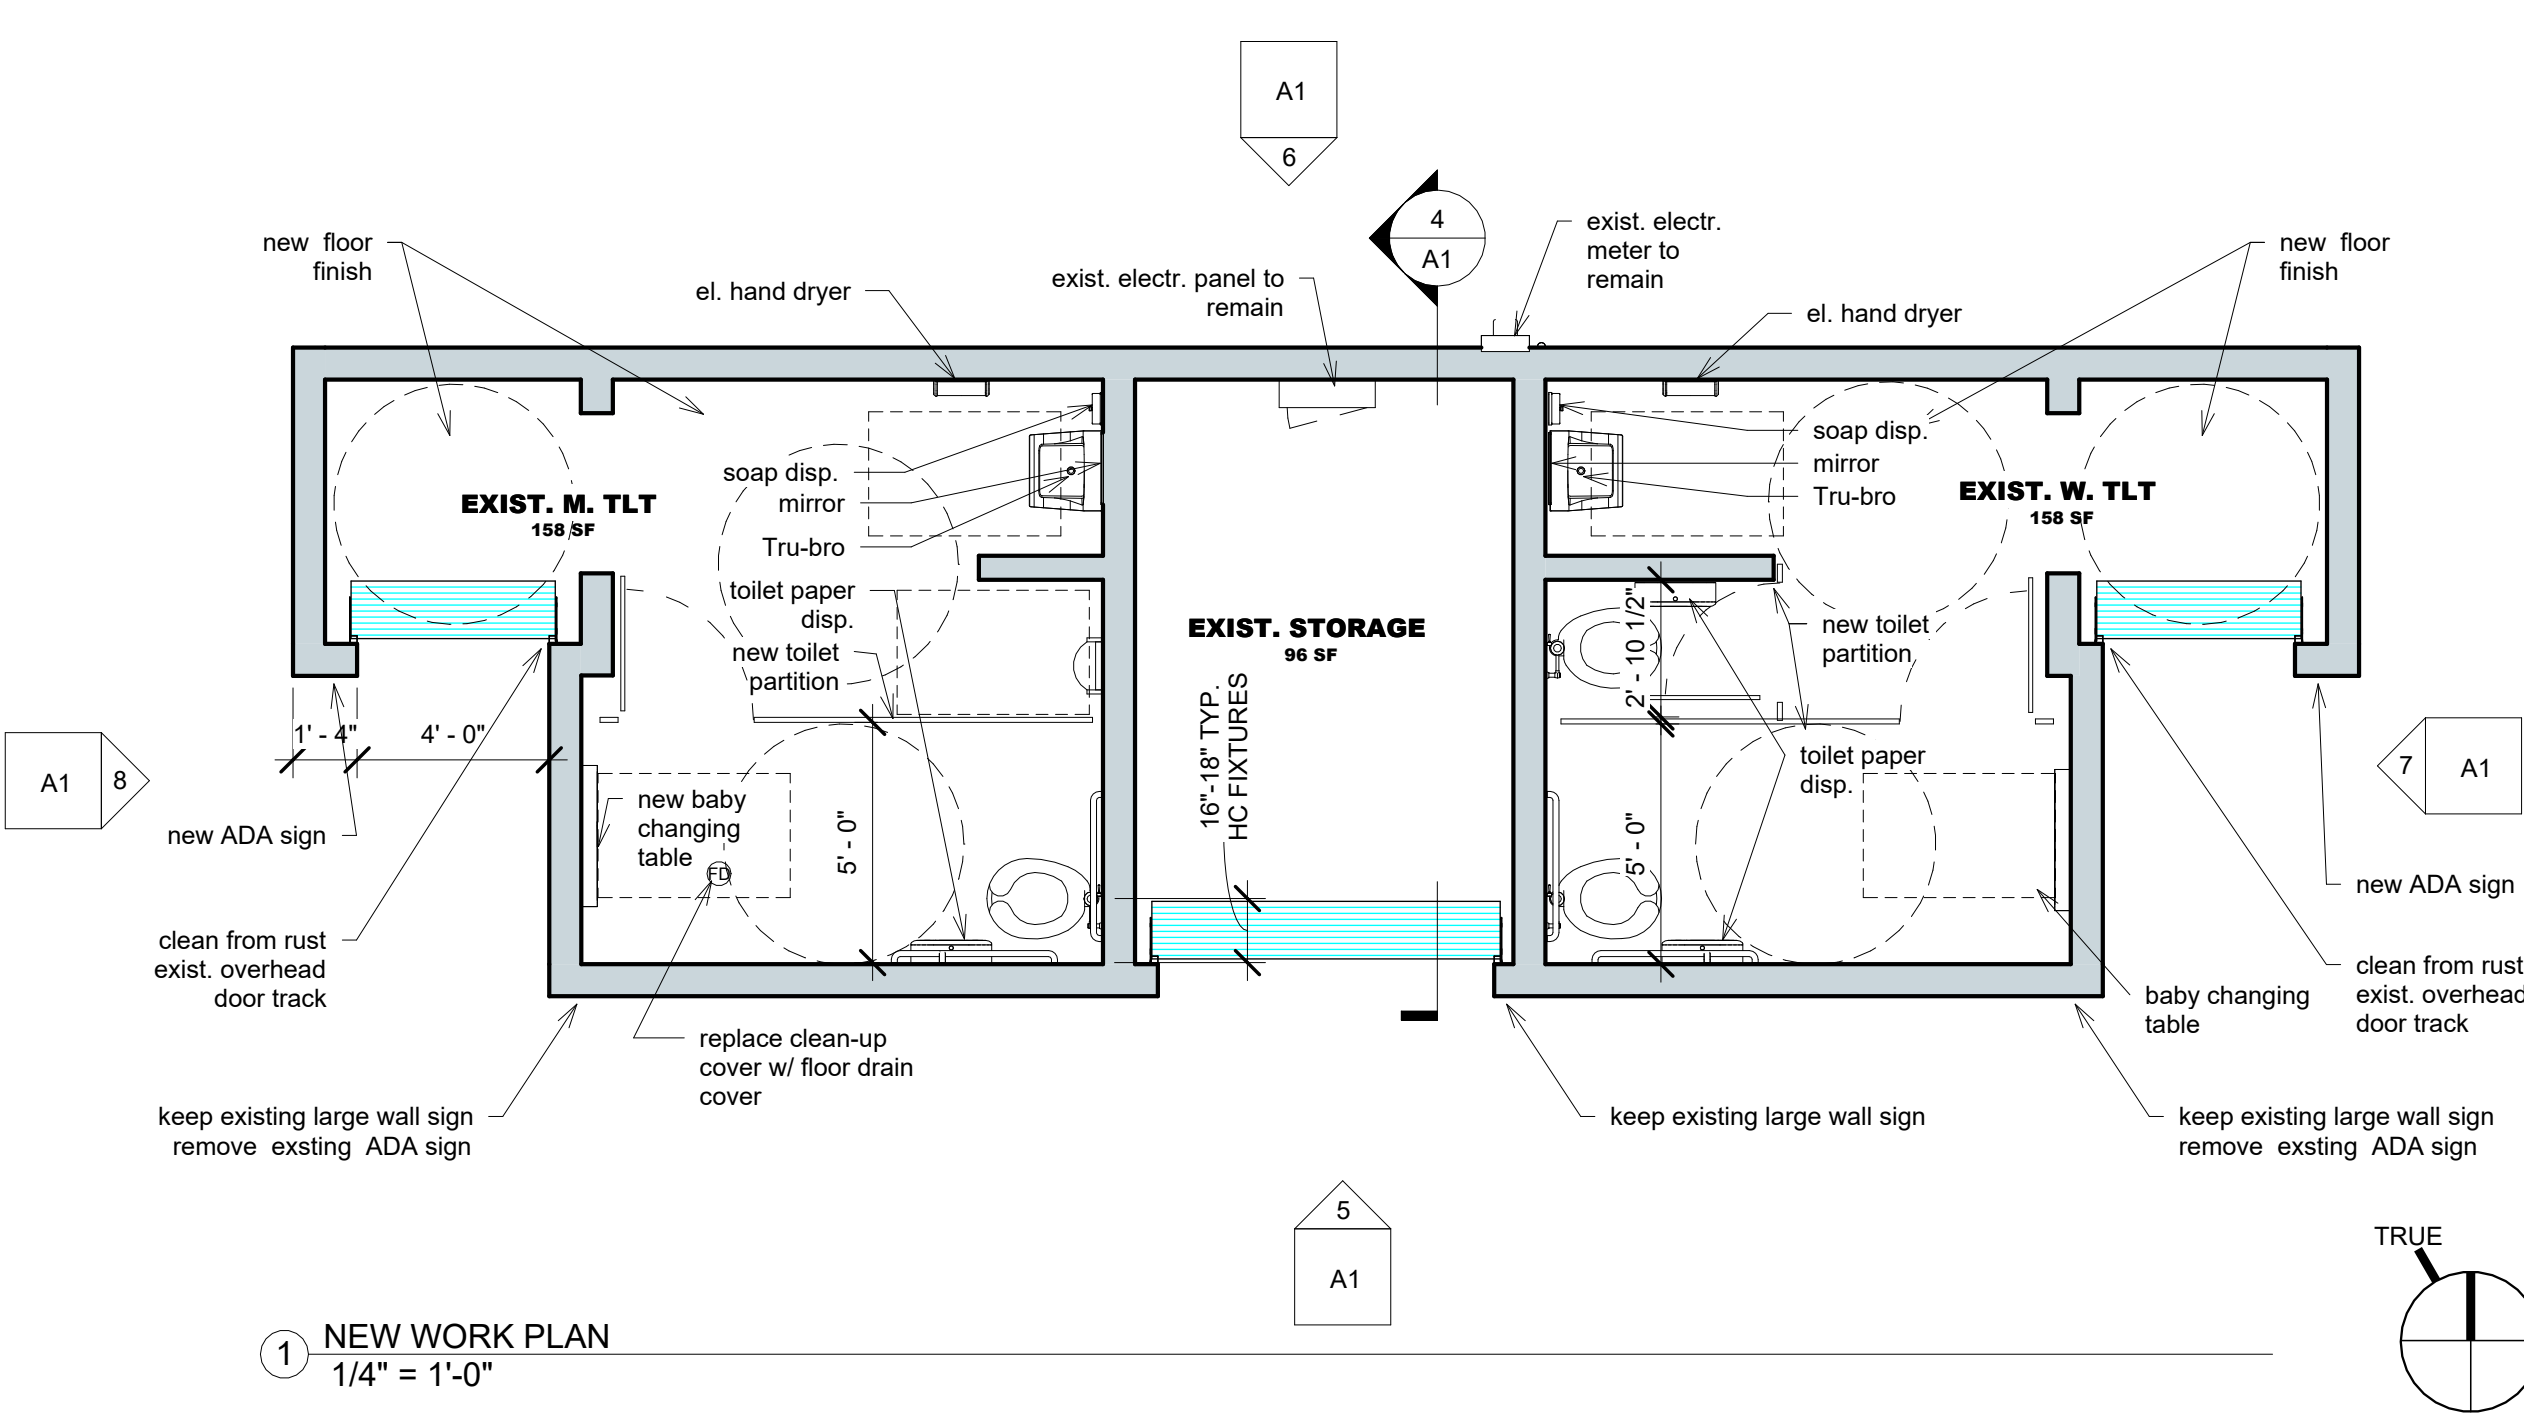 A1
6
4
A1
exist. electr.
meter to
remain
new  floor
finish
el. hand dryer
exist. electr. panel to
remain
el. hand dryer
new  floor
finish
soap disp.
mirror
Tru-bro
toilet paper
disp.
new toilet
partition
EXIST. M. TLT
158 SF
soap disp.
mirror
Tru-bro
EXIST. W. TLT
158 SF
EXIST. STORAGE
96 SF
16"-18" TYP.
HC FIXTURES
2' - 10 1/2"
new toilet
partition
toilet paper
disp.
1' - 4"
4' - 0"
A1
8
7
A1
new baby
changing
table
FD
5' - 0"
5' - 0"
new ADA sign
new ADA sign
clean from rust
exist. overhead
door track
clean from rust
exist. overhead
door track
baby changing
table
replace clean-up
cover w/ floor drain
cover
keep existing large wall sign
remove  exsting  ADA sign
keep existing large wall sign
keep existing large wall sign
remove  exsting  ADA sign
5
A1
TRUE
1
NEW WORK PLAN
1/4" = 1'-0"